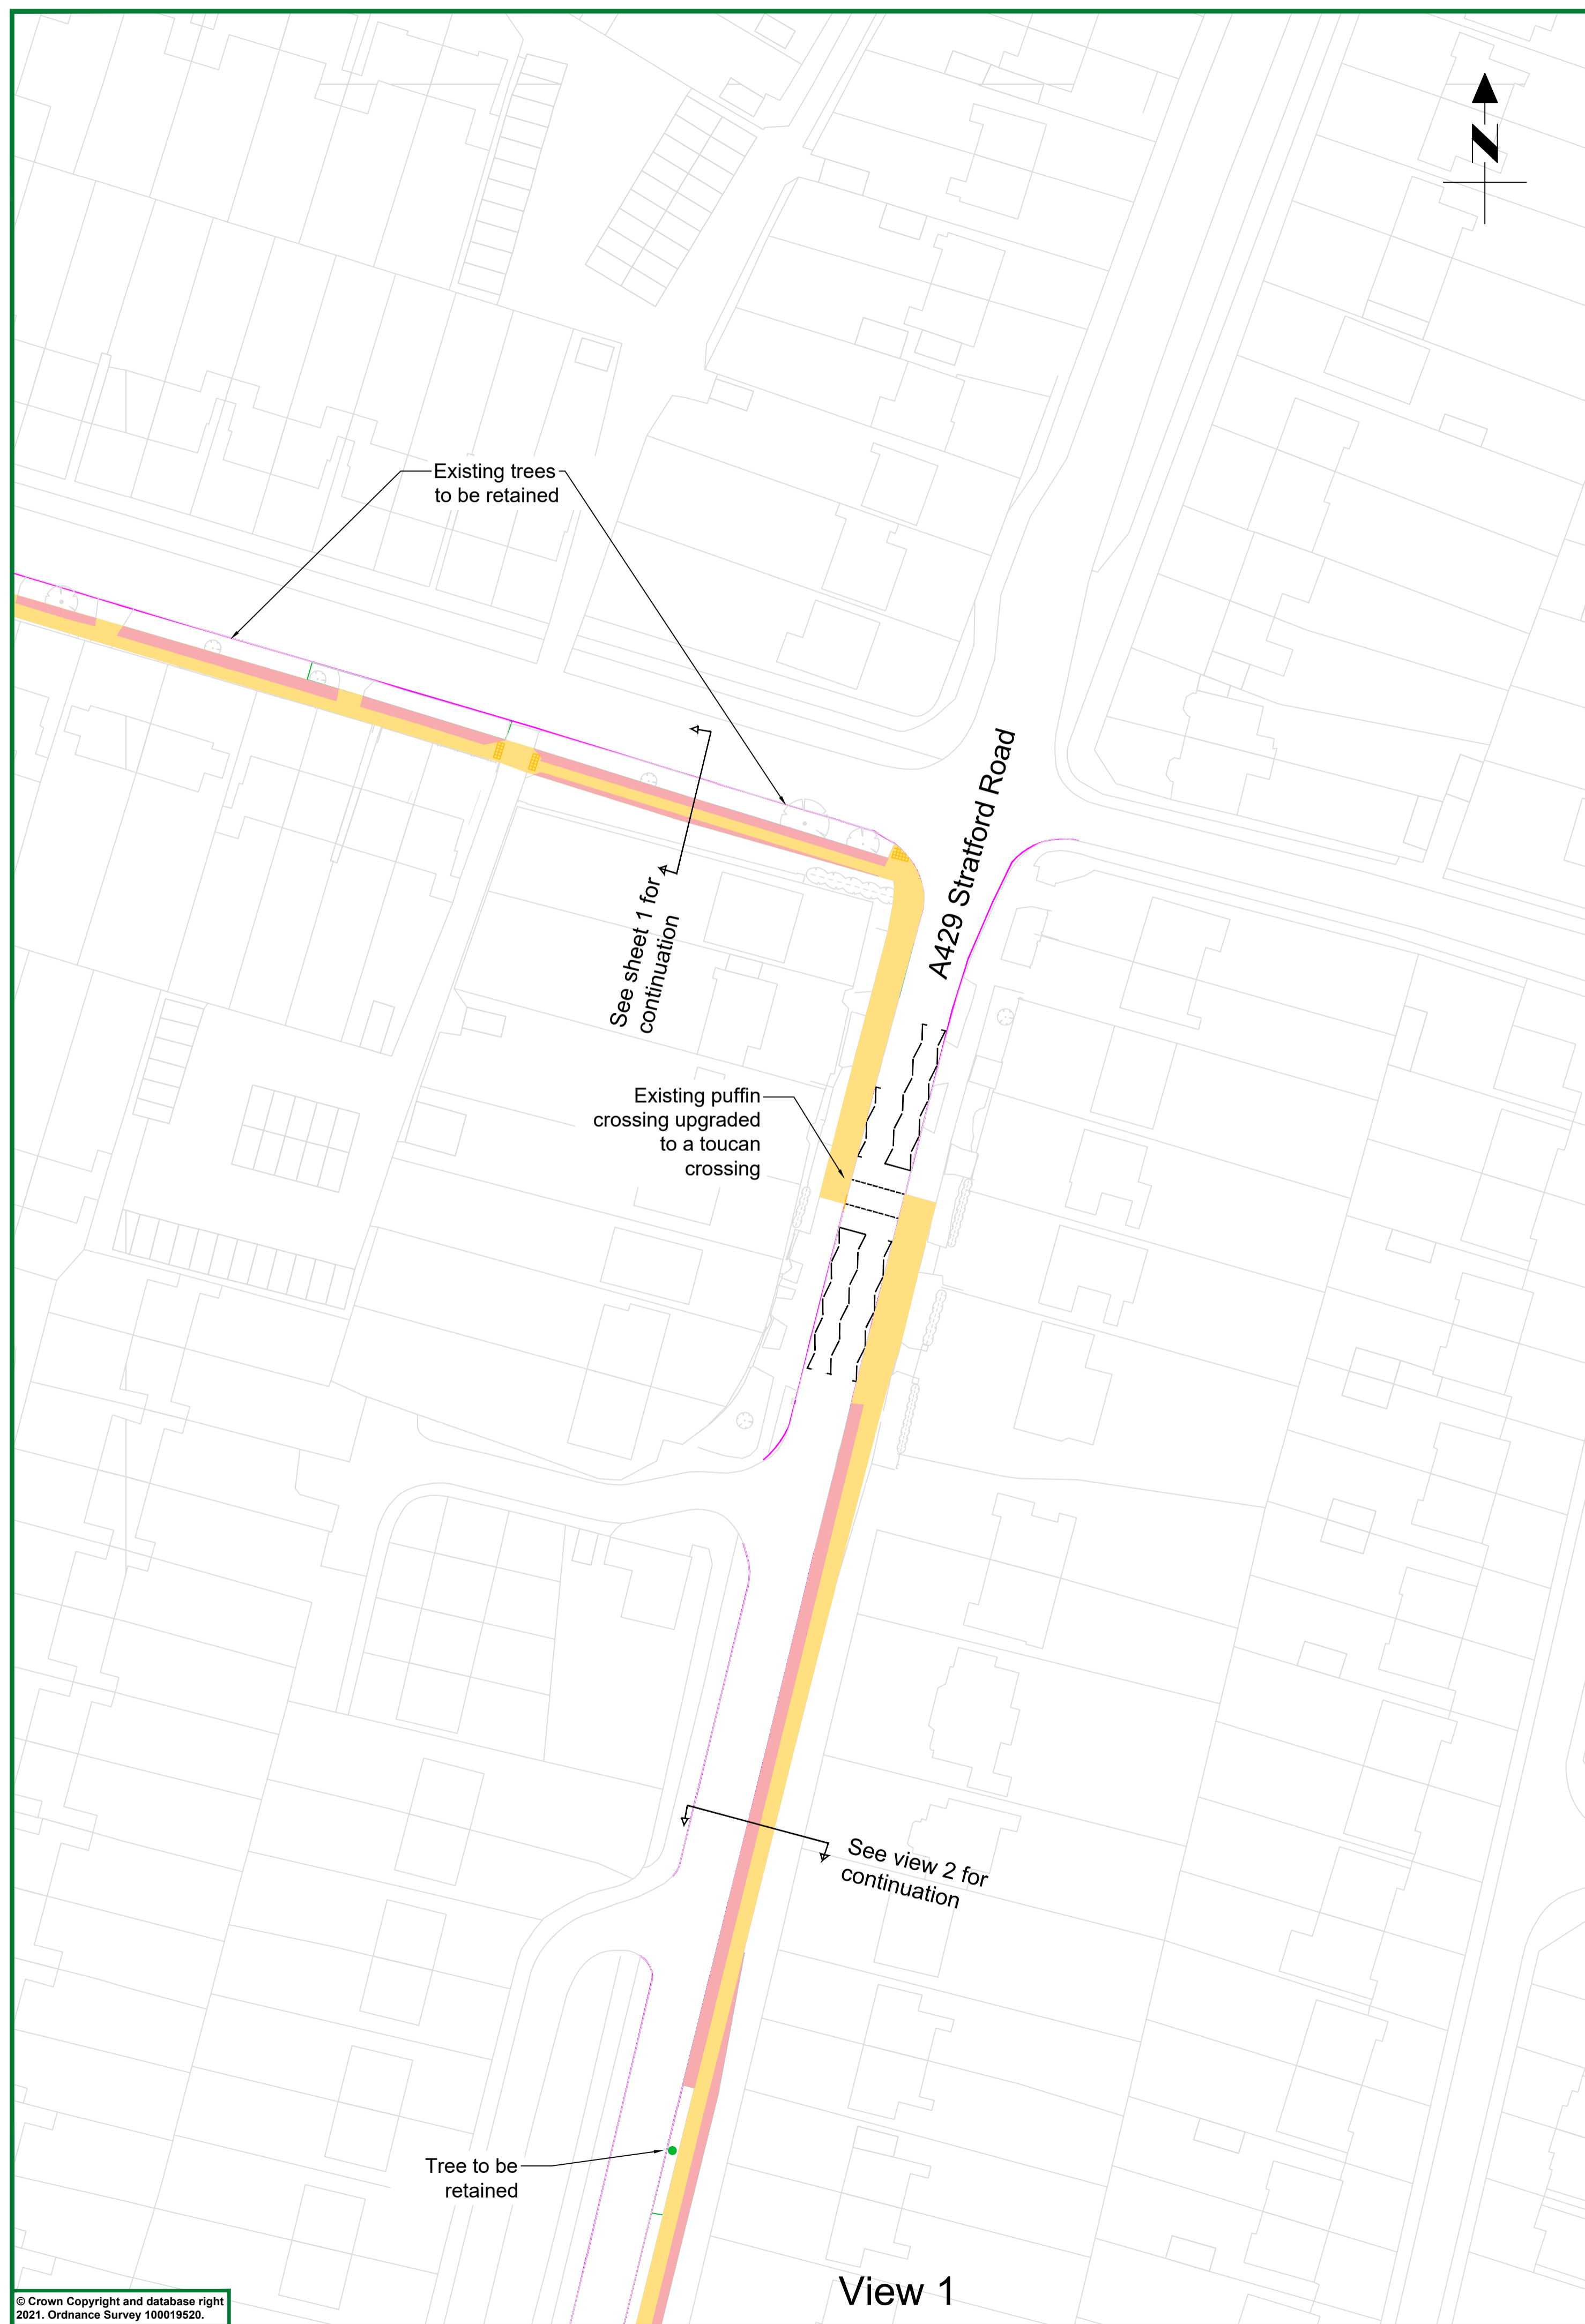 N
Existing trees
to be retained
A429 Stratford Road
See sheet 1 for
continuation
Existing puffin
crossing upgraded
to a toucan
crossing
See view 2 for
continuation
Tree to be
retained
View 1
© Crown Copyright and database right
2021. Ordnance Survey 100019520.